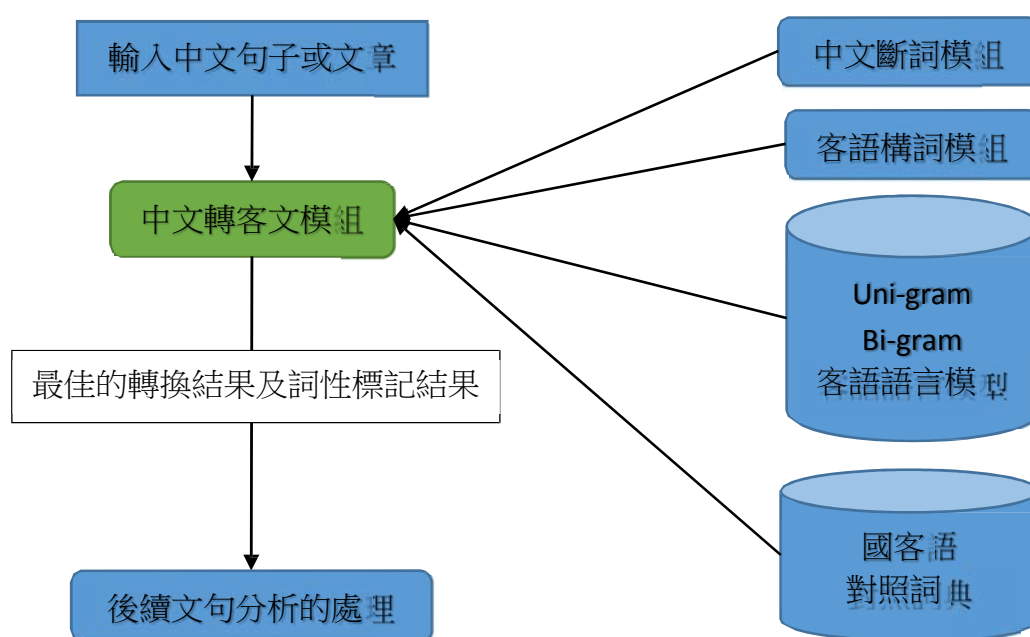 輸入中文句子或文章
中文轉客文模組
最佳的轉換結果及詞性標記結果
後續文句分析的處理
中文斷詞模組
客語構詞模組
Uni-gram
Bi-gram
客語語言模型
國客語
對照詞典